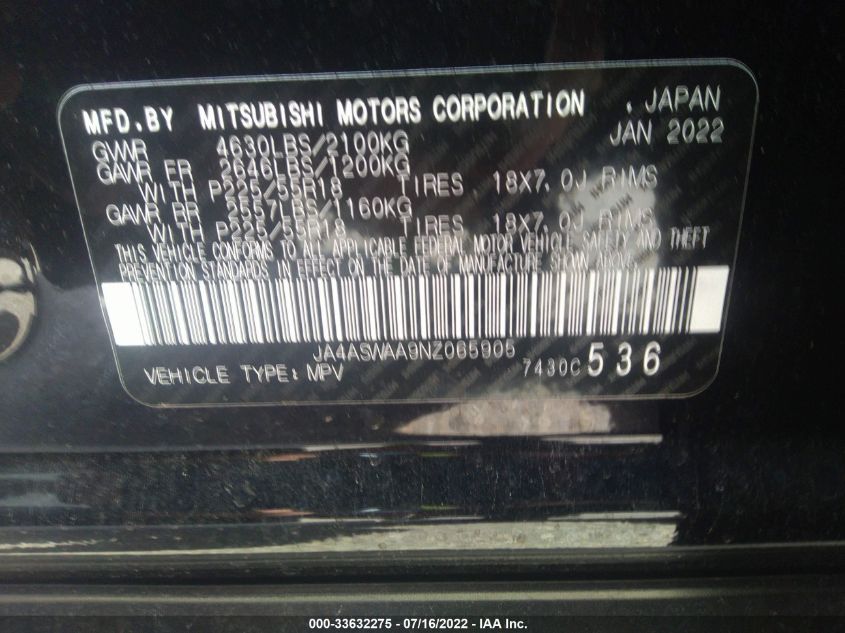 MFD.BY MITSUBISHI MOTORS CORPORATION , JAPAN
GVWR 4630LBS/2100KG JAN 2022
GAWR FR 2646LBS/1200KG
WITH P225/55R18 TIRES, 18X7.0J RIMS
GAWR RR 2557LBS/1160KG
WITH P225/55R18 TIRES, 18X7.0J RIMS
THIS VEHICLE CONFORMS TO ALL APPLICABLE FEDERAL MOTOR VEHICLE SAFETY AND THEFT
PREVENTION STANDARDS IN EFFECT ON THE DATE OF MANUFACTURE SHOWN ABOVE.
JA4ASWAA9NZ065905
VEHICLE TYPE: MPV 7430C 536
000-33632275 - 07/16/2022 - IAA Inc.